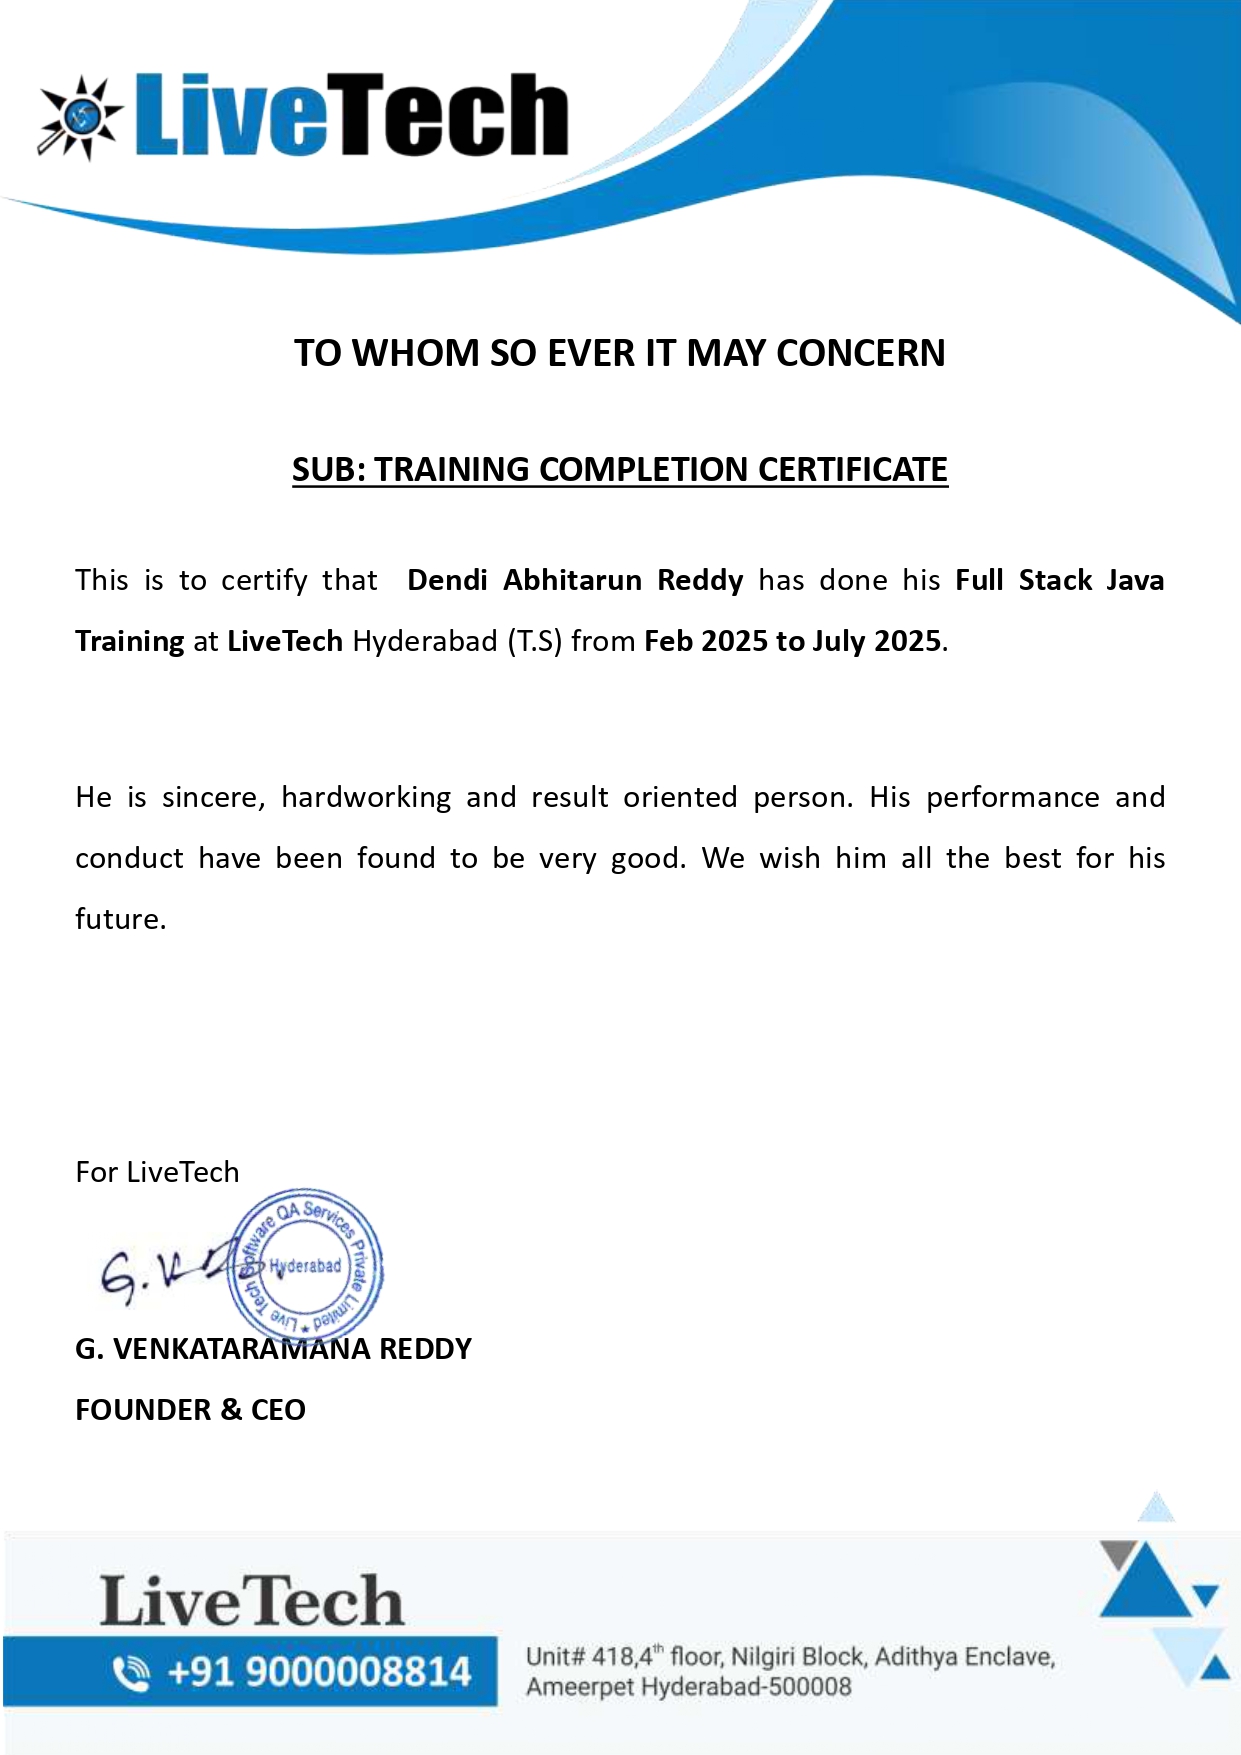 LiveTech
TO WHOM SO EVER IT MAY CONCERN
SUB: TRAINING COMPLETION CERTIFICATE
This is to certify that Dendi Abhitarun Reddy has done his Full Stack Java
Training at LiveTech Hyderabad (T.S) from Feb 2025 to July 2025.
He is sincere, hardworking and result oriented person. His performance and
conduct have been found to be very good. We wish him all the best for his
future.
For LiveTech
Live Tech Software QA Services Private Limited ★
Hyderabad
G. VENKATARAMANA REDDY
FOUNDER & CEO
LiveTech
+91 9000008814
Unit# 418,4th floor, Nilgiri Block, Adithya Enclave,
Ameerpet Hyderabad-500008